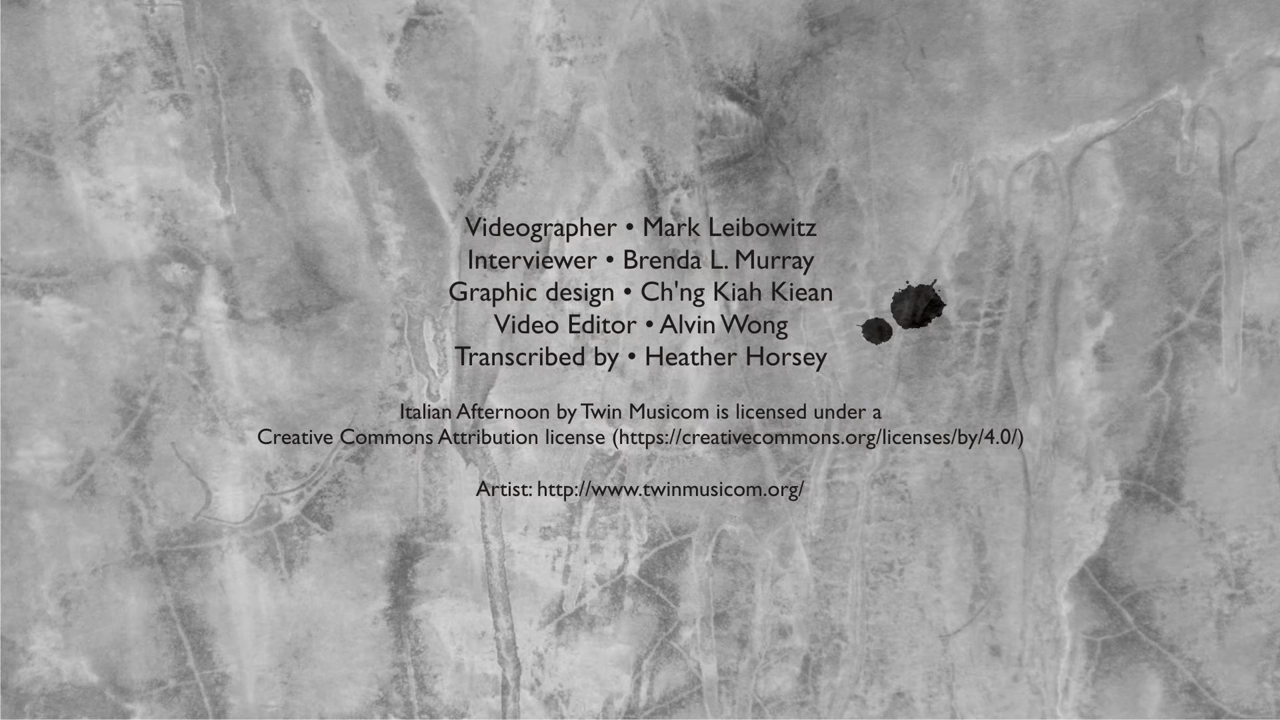 Videographer • Mark Leibowitz
Interviewer • Brenda L. Murray
Graphic design • Ch'ng Kiah Kiean
Video Editor • Alvin Wong
Transcribed by • Heather Horsey
Italian Afternoon by Twin Musicom is licensed under a
Creative Commons Attribution license (https://creativecommons.org/licenses/by/4.0/)
Artist: http://www.twinmusicom.org/